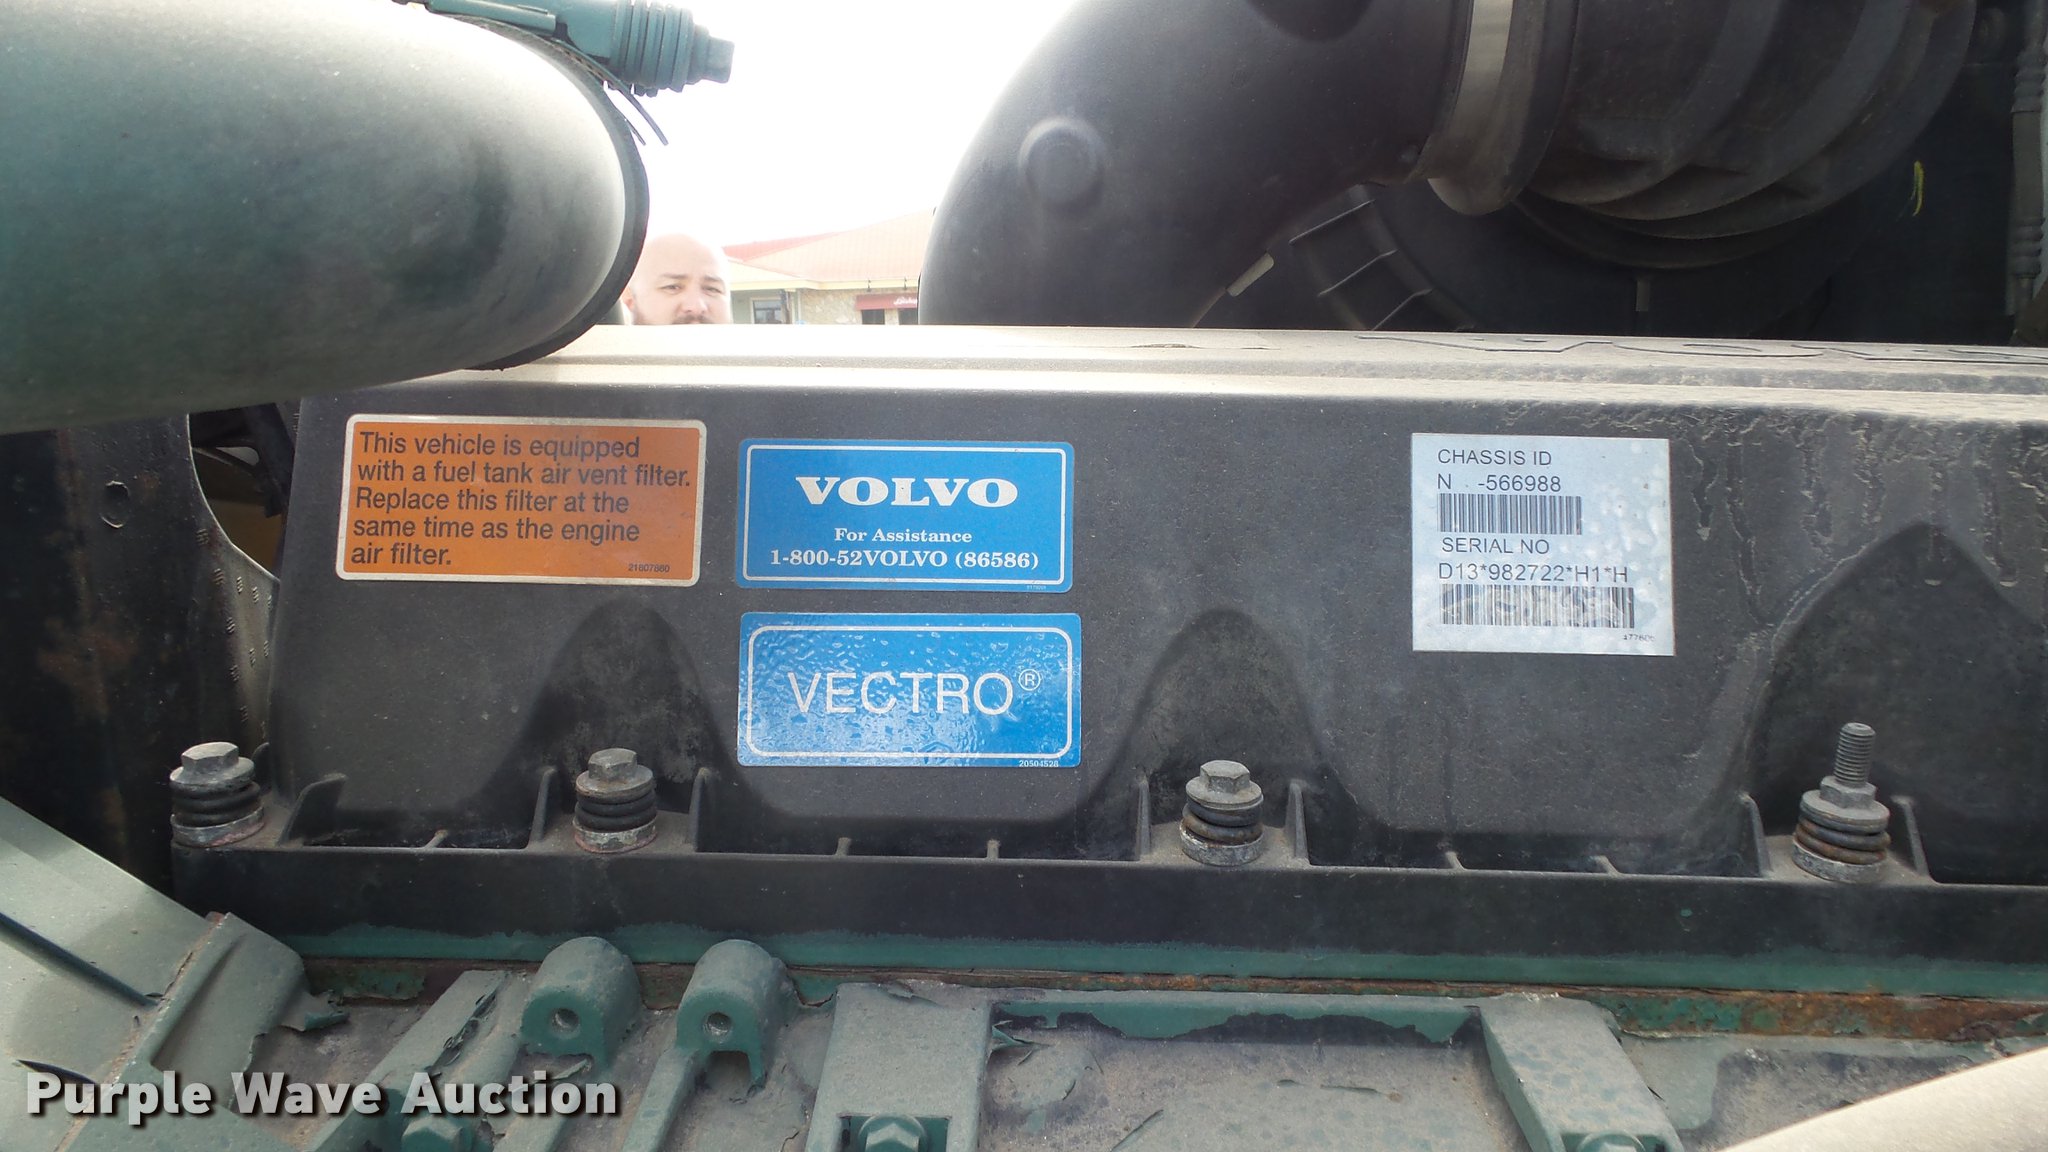 This vehicle is equipped
with a fuel tank air vent filter.
Replace this filter at the
same time as the engine
air filter.
21807860
VOLVO
For Assistance
1-800-52VOLVO (86586)
VECTRO®
20504528
CHASSIS ID
N -566988
SERIAL NO
D13*982722*H1*H
Purple Wave Auction